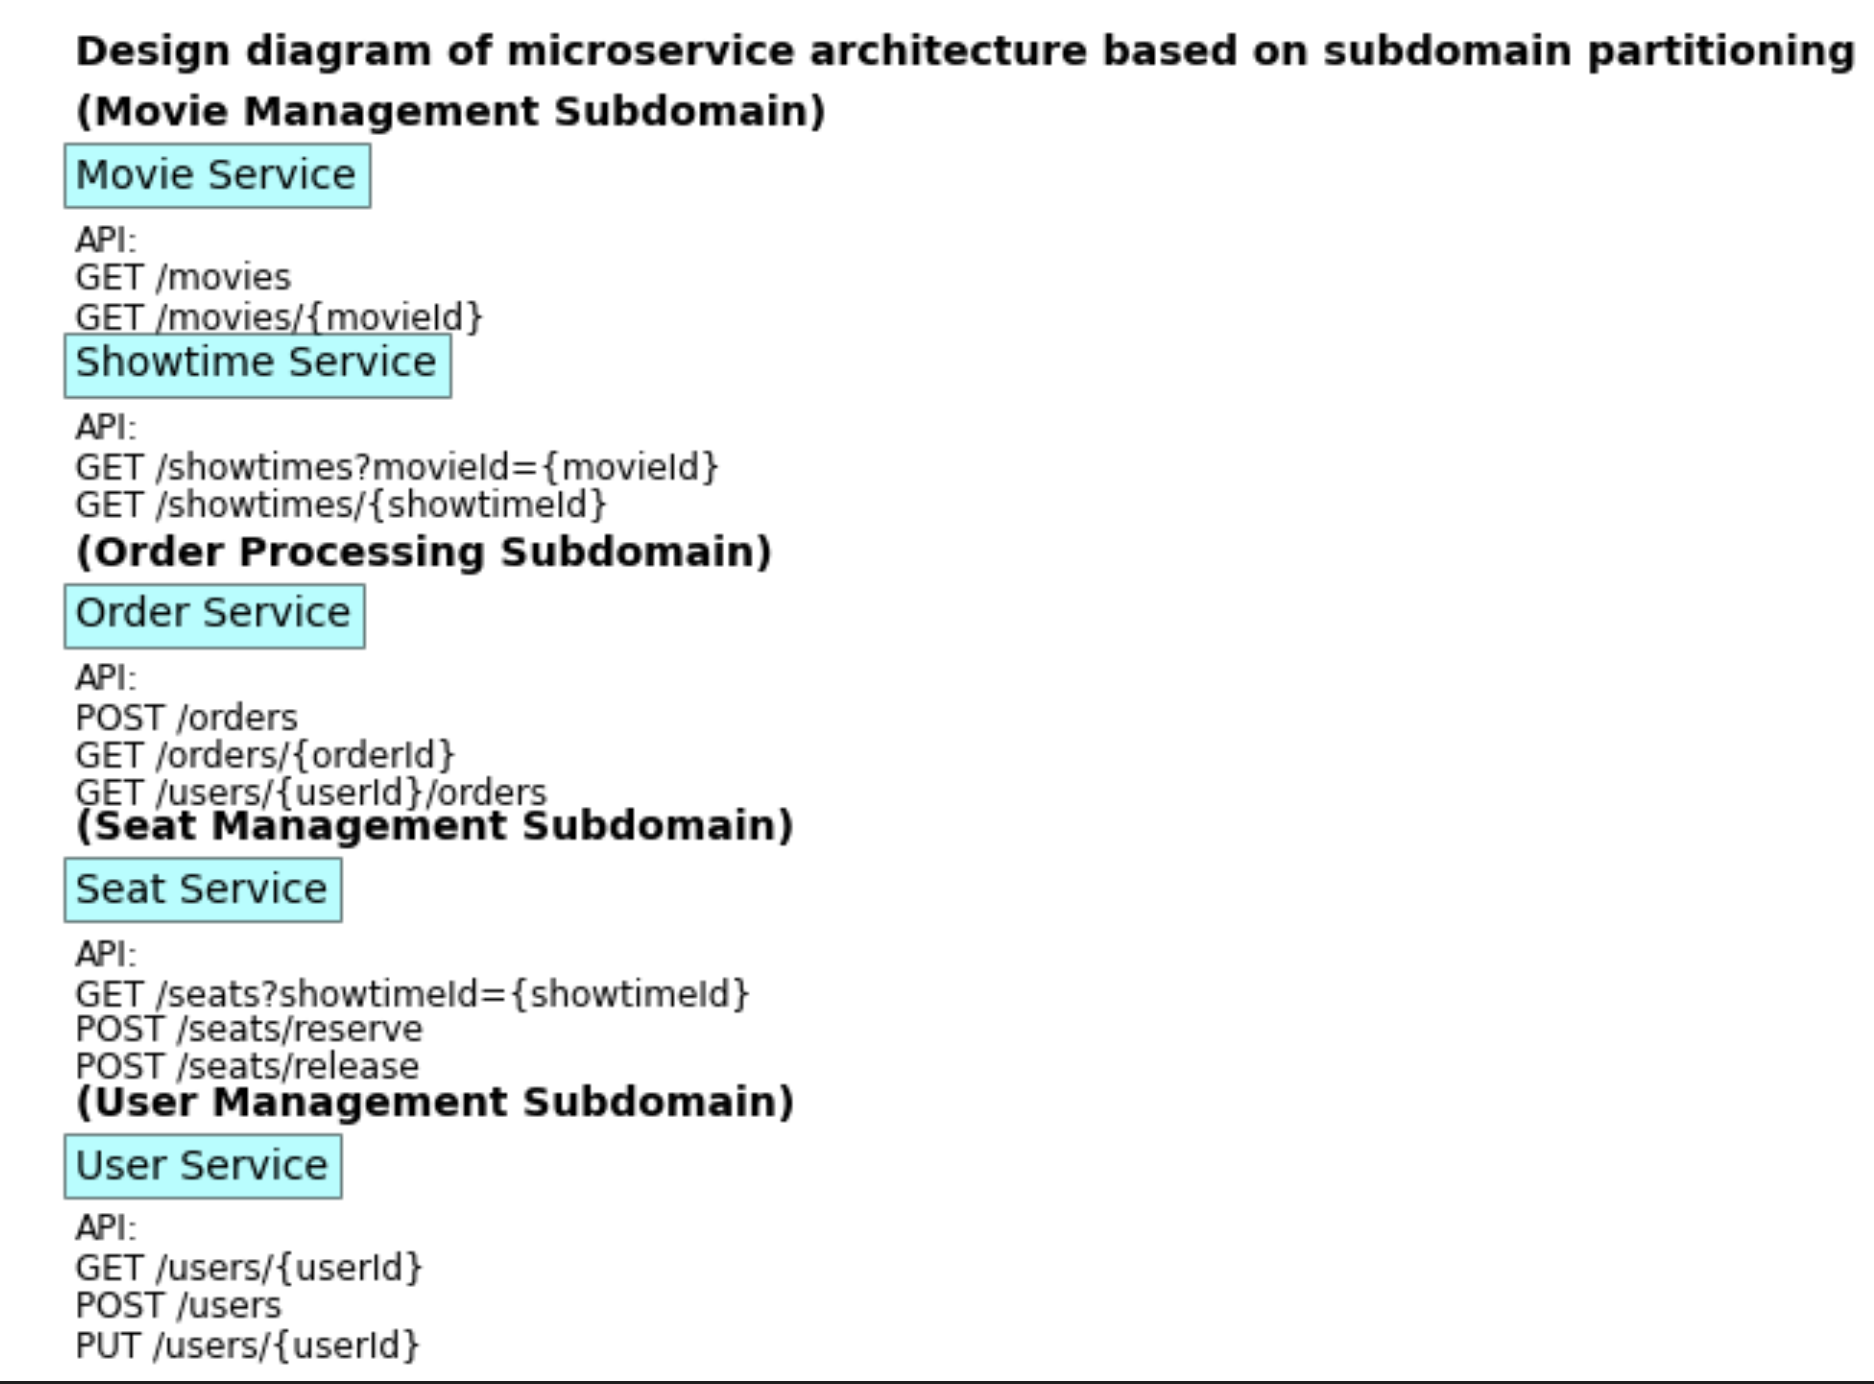 Design diagram of microservice architecture based on subdomain partitioning
(Movie Management Subdomain)
Movie Service
API:
GET /movies
GET /movies/{movieId}
Showtime Service
API:
GET /showtimes?movieId={movieId}
GET /showtimes/{showtimeId}
(Order Processing Subdomain)
Order Service
API:
POST /orders
GET /orders/{orderId}
GET /users/{userId}/orders
(Seat Management Subdomain)
Seat Service
API:
GET /seats?showtimeId={showtimeId}
POST /seats/reserve
POST /seats/release
(User Management Subdomain)
User Service
API:
GET /users/{userId}
POST /users
PUT /users/{userId}